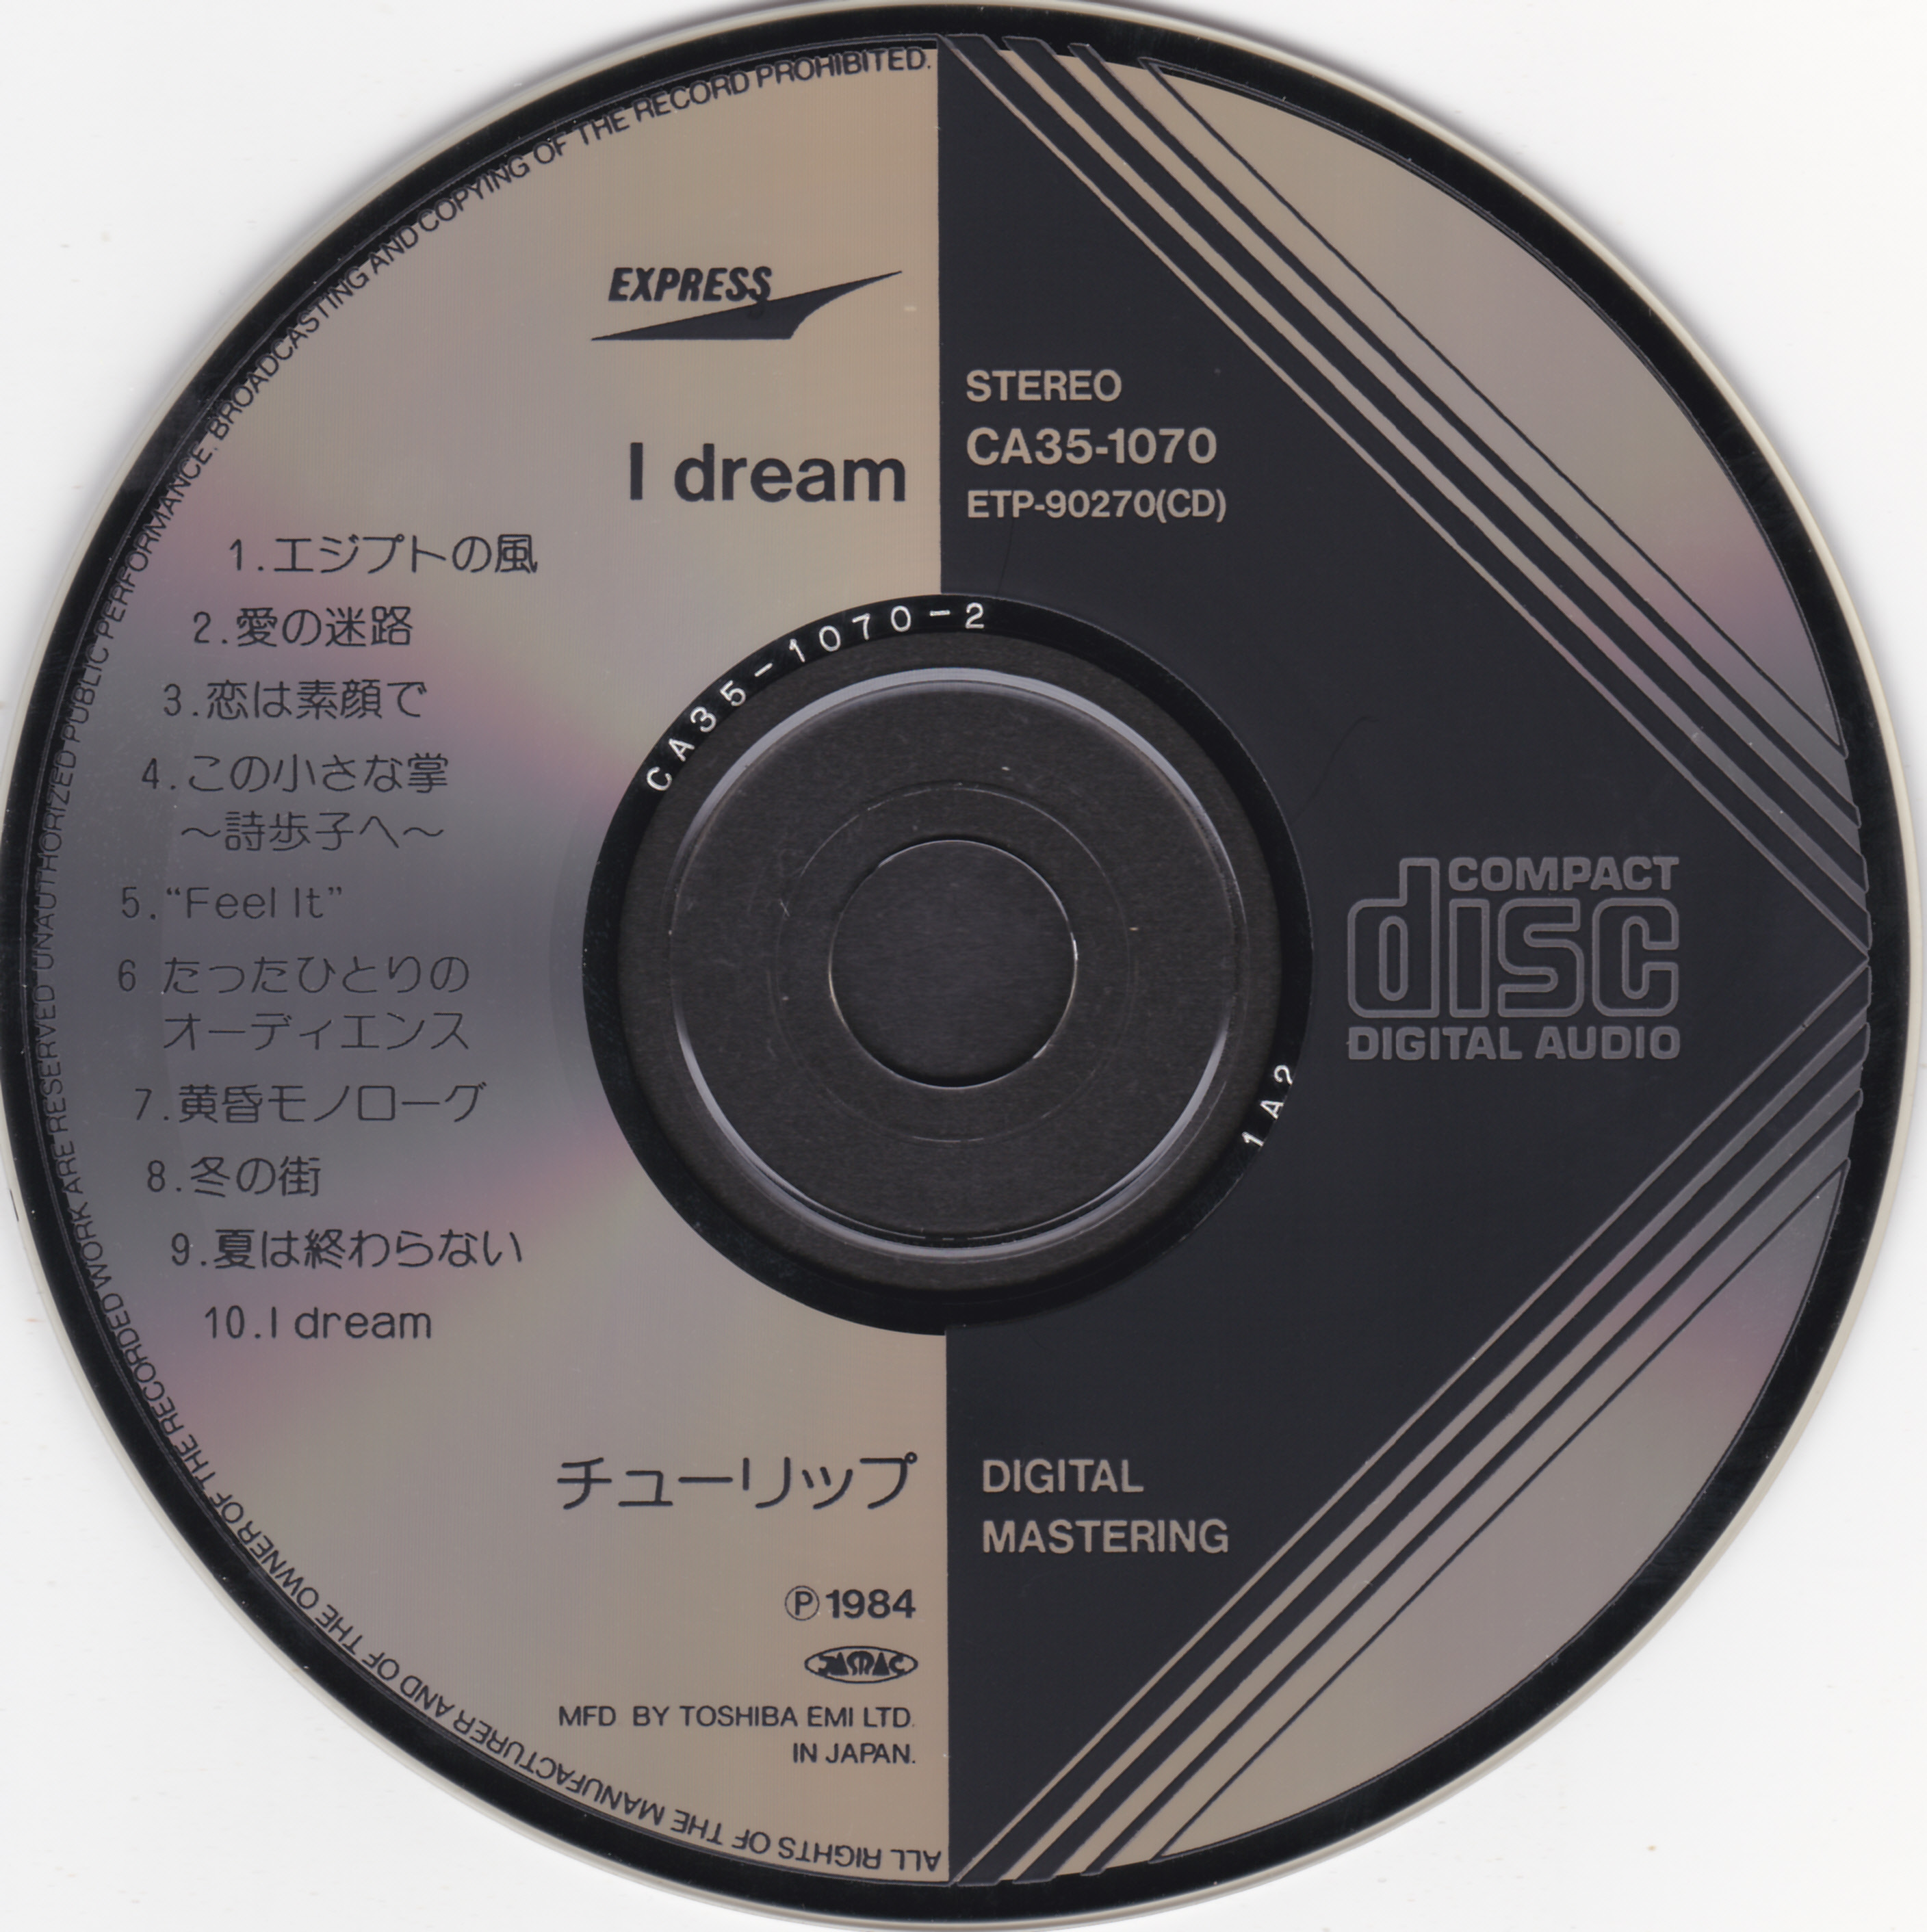 EXPRESS
I dream
STEREO
CA35-1070
ETP-90270(CD)
1.エジプトの風
2.愛の迷路
3.恋は素顔で
4.この小さな掌
〜詩歩子へ〜
5.“Feel It”
6 たったひとりの
オーディエンス
7.黄昏モノローグ
8.冬の街
9.夏は終わらない
10.I dream
CA35-1070-2
1A2
COMPACT
disc
DIGITAL AUDIO
チューリップ
DIGITAL
MASTERING
Ⓟ1984
JASRAC
MFD BY TOSHIBA EMI LTD.
IN JAPAN.
ALL RIGHTS OF THE MANUFACTURER AND OF THE OWNER OF THE RECORDED WORK ARE RESERVED UNAUTHORIZED PUBLIC PERFORMANCE. BROADCASTING AND COPYING OF THE RECORD PROHIBITED.